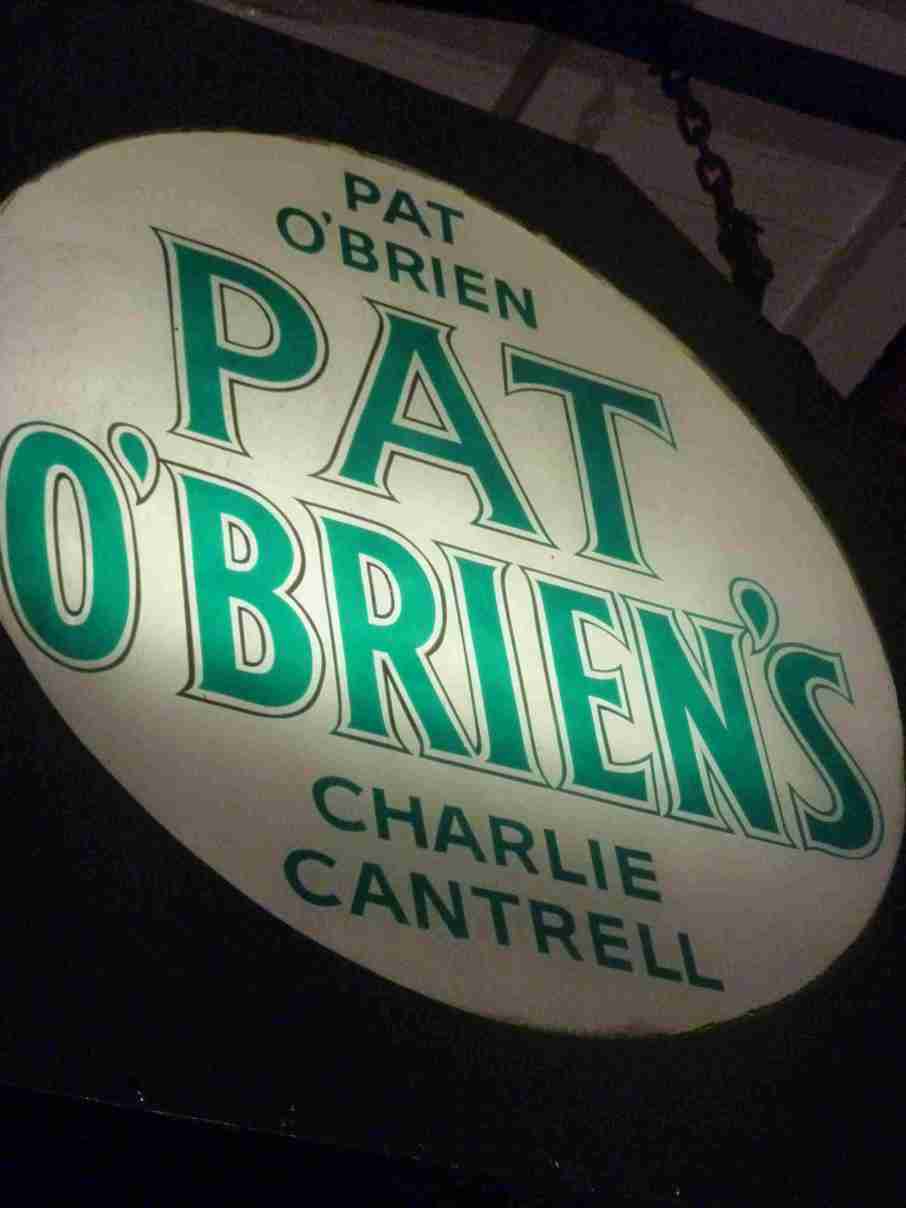 PAT
O'BRIEN
PAT
O'BRIEN'S
CHARLIE
CANTRELL